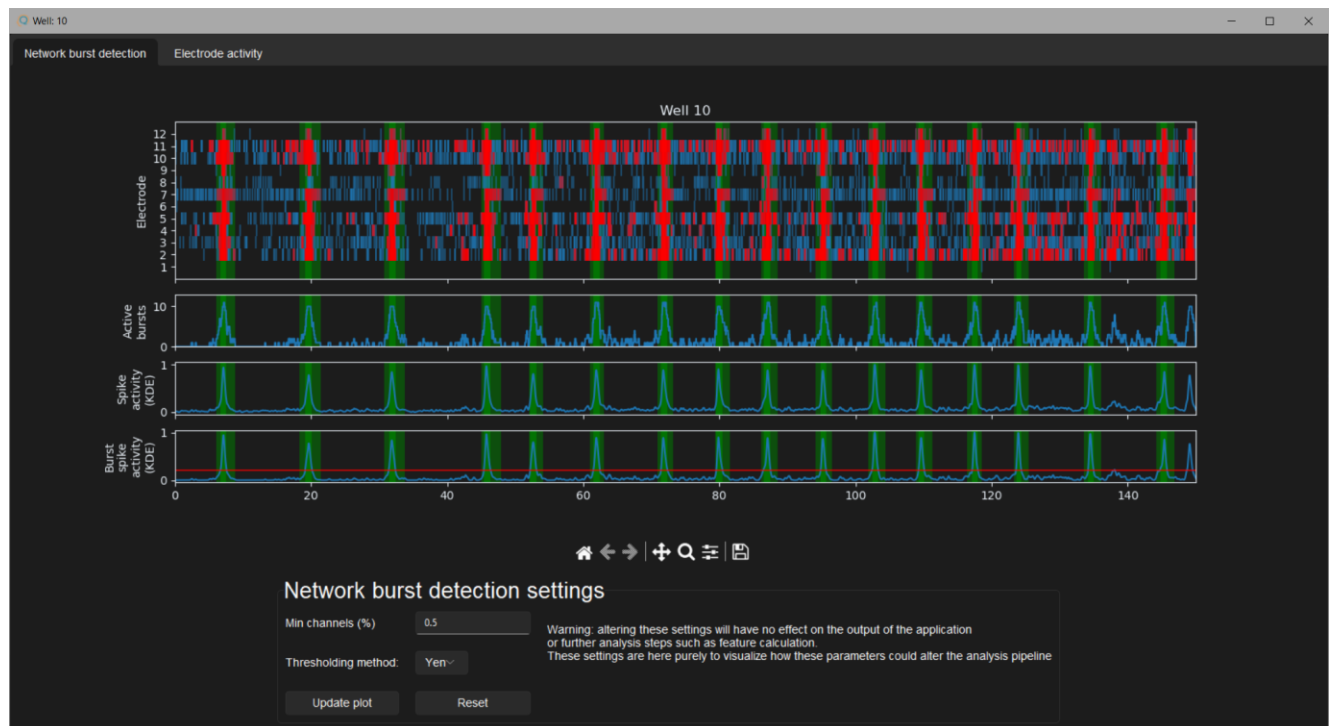 Well: 10
Network burst detection
Electrode activity
Well 10
Electrode
12
11
10
9
8
7
6
5
4
3
2
1
Active
bursts
10
0
Spike
activity
(KDE)
1
0
Burst
spike
activity
(KDE)
1
0
0 20 40 60 80 100 120 140
Network burst detection settings
Min channels (%) 0.5
Warning: altering these settings will have no effect on the output of the application
or further analysis steps such as feature calculation.
These settings are here purely to visualize how these parameters could alter the analysis pipeline
Thresholding method: Yen
Update plot Reset